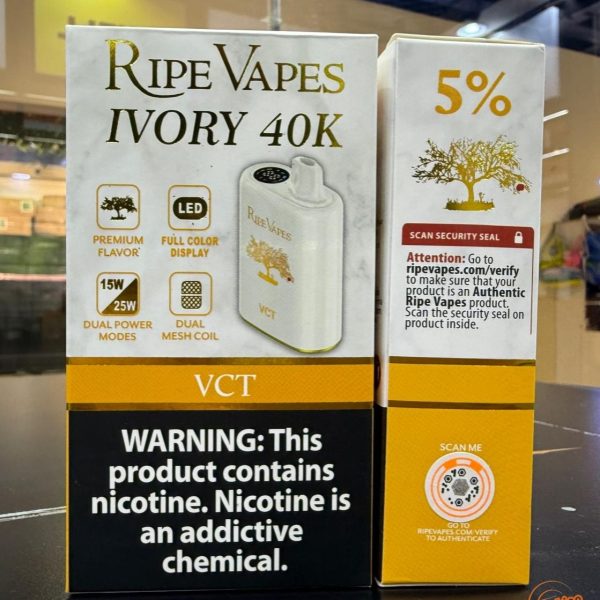 RIPE VAPES
IVORY 40K
PREMIUM
FLAVOR
LED
FULL COLOR
DISPLAY
15W
25W
DUAL POWER
MODES
DUAL
MESH COIL
RIPE VAPES
VCT
VCT
WARNING: This
product contains
nicotine. Nicotine is
an addictive
chemical.
5%
SCAN SECURITY SEAL
Attention: Go to
ripevapes.com/verify
to make sure that your
product is an Authentic
Ripe Vapes product.
Scan the security seal on
product inside.
SCAN ME
GO TO
RIPEVAPES.COM/VERIFY
TO AUTHENTICATE